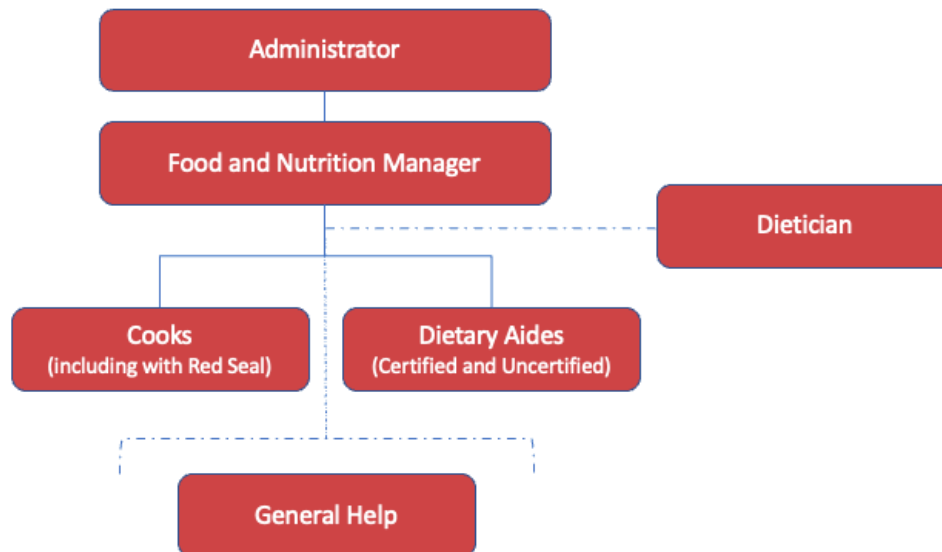 Administrator
Food and Nutrition Manager
Dietician
Cooks
(including with Red Seal)
Dietary Aides
(Certified and Uncertified)
General Help